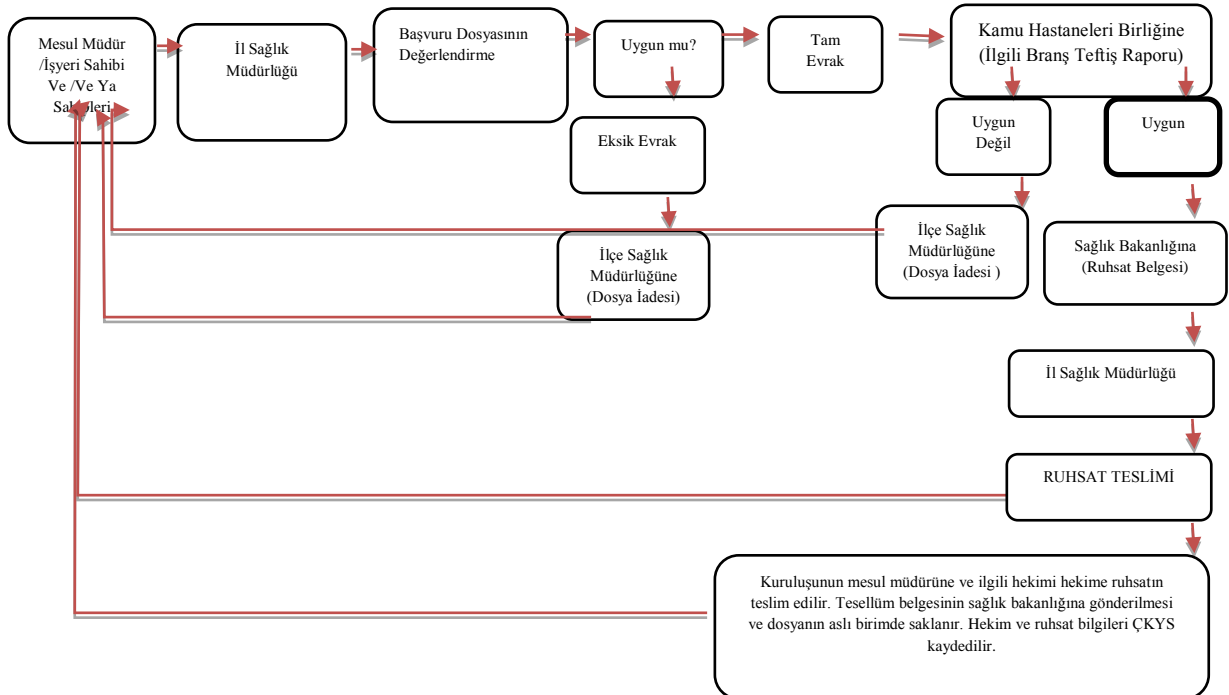 Mesul Müdür
/İşyeri Sahibi
Ve /Ve Ya
İl Sağlık
Müdürlüğü
Başvuru Dosyasının
Değerlendirme
Uygun mu?
Tam
Evrak
Kamu Hastaneleri Birliğine
(İlgili Branş Teftiş Raporu)
Eksik Evrak
Uygun
Değil
Uygun
İlçe Sağlık
Müdürlüğüne
(Dosya İadesi)
İlçe Sağlık
Müdürlüğüne
(Dosya İadesi )
Sağlık Bakanlığına
(Ruhsat Belgesi)
İl Sağlık Müdürlüğü
RUHSAT TESLİMİ
Kuruluşunun mesul müdürüne ve ilgili hekimi hekime ruhsatın
teslim edilir. Tesellüm belgesinin sağlık bakanlığına gönderilmesi
ve dosyanın aslı birimde saklanır. Hekim ve ruhsat bilgileri ÇKYS
kaydedilir.